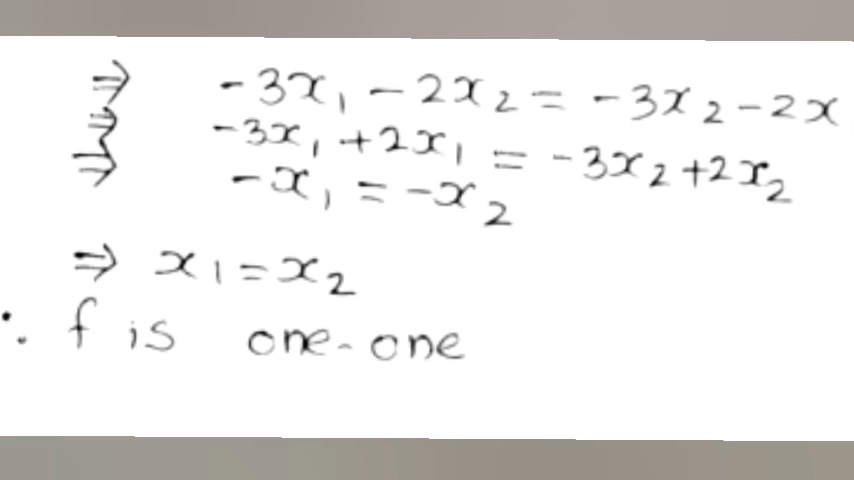 ⇒ -3x₁ - 2x₂ = -3x₂ - 2x
⇒ -3x₁ + 2x₁ = -3x₂ + 2x₂
⇒ -x₁ = -x₂
⇒ x₁ = x₂
∴ f is one-one